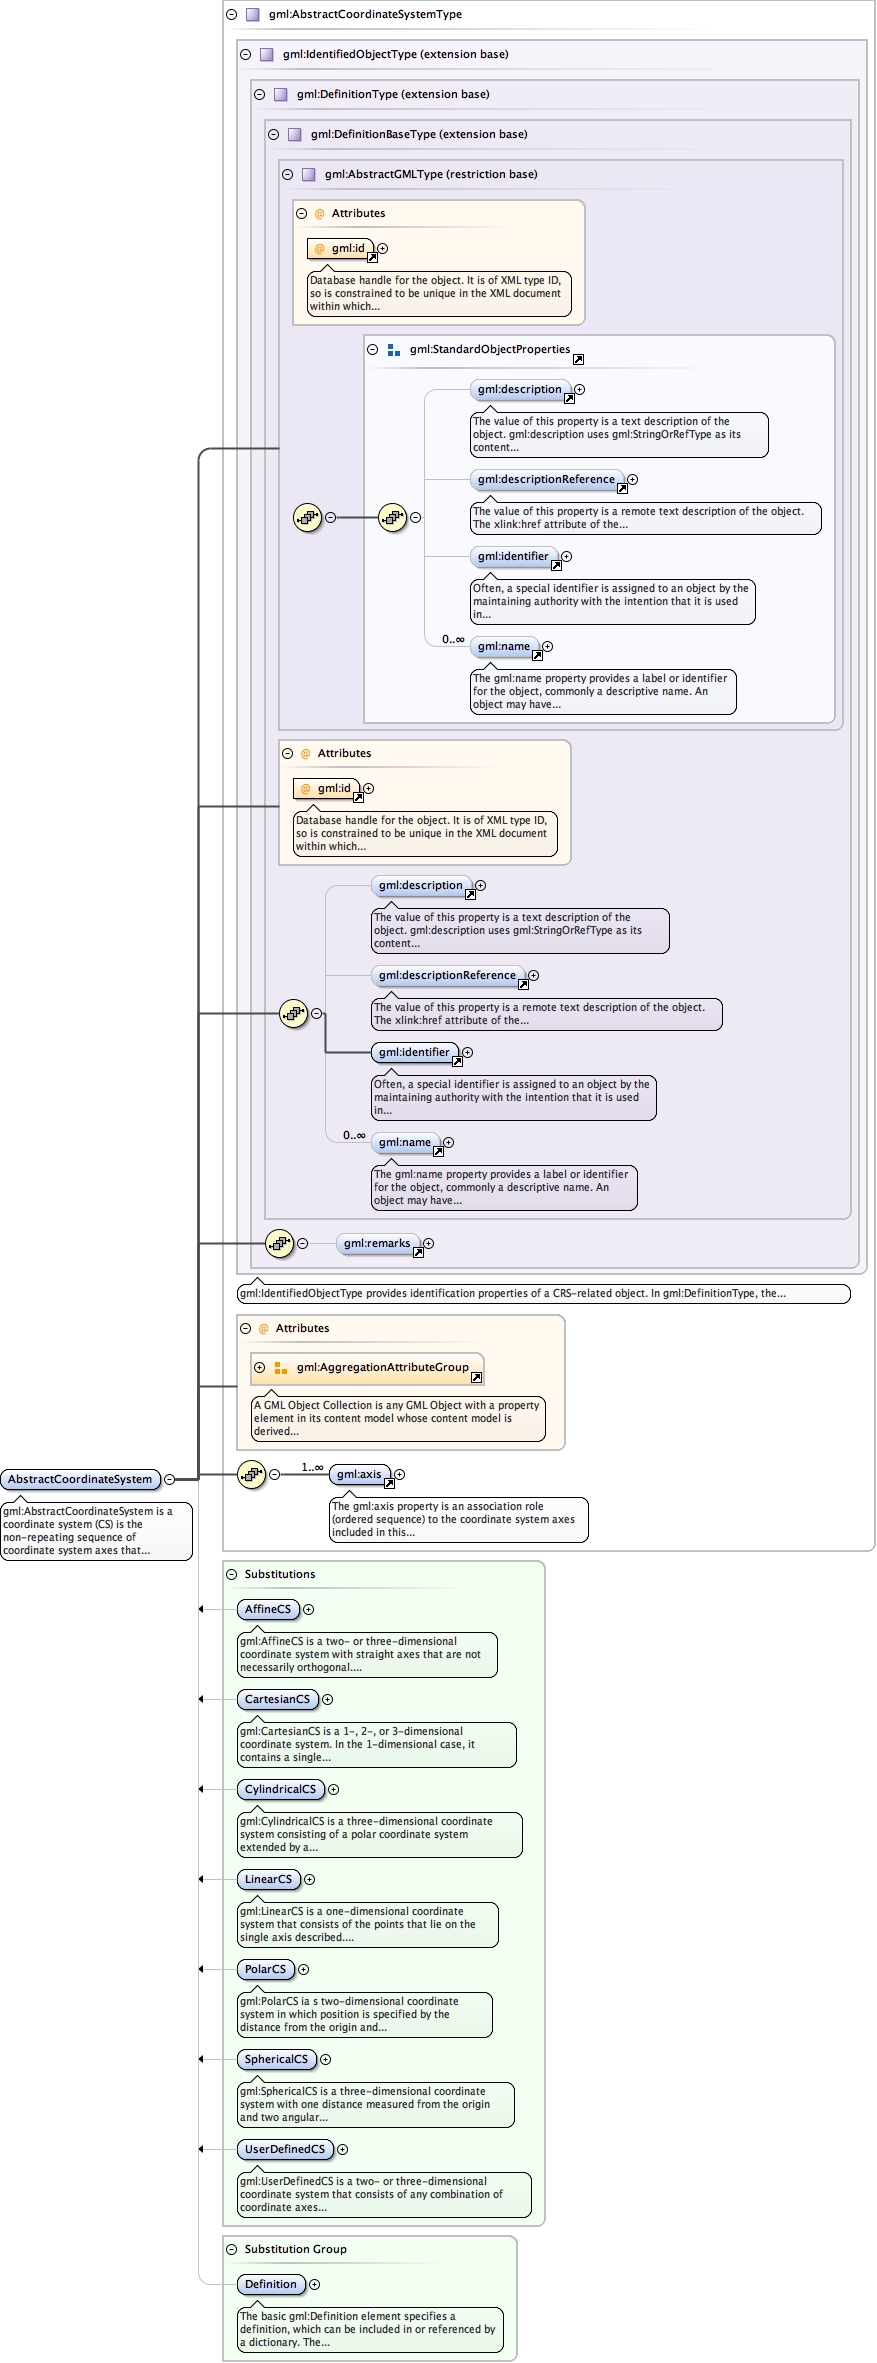 gml:AbstractCoordinateSystemType
gml:IdentifiedObjectType (extension base)
gml:DefinitionType (extension base)
gml:DefinitionBaseType (extension base)
gml:AbstractGMLType (restriction base)
@ Attributes
@ gml:id
Database handle for the object. It is of XML type ID,
so is constrained to be unique in the XML document
within which...
gml:StandardObjectProperties
gml:description
The value of this property is a text description of the
object. gml:description uses gml:StringOrRefType as its
content...
gml:descriptionReference
The value of this property is a remote text description of the object.
The xlink:href attribute of the...
gml:identifier
Often, a special identifier is assigned to an object by the
maintaining authority with the intention that it is used
in...
0..∞
gml:name
The gml:name property provides a label or identifier
for the object, commonly a descriptive name. An
object may have...
@ Attributes
@ gml:id
Database handle for the object. It is of XML type ID,
so is constrained to be unique in the XML document
within which...
gml:description
The value of this property is a text description of the
object. gml:description uses gml:StringOrRefType as its
content...
gml:descriptionReference
The value of this property is a remote text description of the object.
The xlink:href attribute of the...
gml:identifier
Often, a special identifier is assigned to an object by the
maintaining authority with the intention that it is used
in...
0..∞
gml:name
The gml:name property provides a label or identifier
for the object, commonly a descriptive name. An
object may have...
gml:remarks
gml:IdentifiedObjectType provides identification properties of a CRS-related object. In gml:DefinitionType, the...
@ Attributes
gml:AggregationAttributeGroup
A GML Object Collection is any GML Object with a property
element in its content model whose content model is
derived...
1..∞
gml:axis
The gml:axis property is an association role
(ordered sequence) to the coordinate system axes
included in this...
AbstractCoordinateSystem
gml:AbstractCoordinateSystem is a
coordinate system (CS) is the
non-repeating sequence of
coordinate system axes that...
Substitutions
AffineCS
gml:AffineCS is a two- or three-dimensional
coordinate system with straight axes that are not
necessarily orthogonal....
CartesianCS
gml:CartesianCS is a 1-, 2-, or 3-dimensional
coordinate system. In the 1-dimensional case, it
contains a single...
CylindricalCS
gml:CylindricalCS is a three-dimensional coordinate
system consisting of a polar coordinate system
extended by a...
LinearCS
gml:LinearCS is a one-dimensional coordinate
system that consists of the points that lie on the
single axis described....
PolarCS
gml:PolarCS ia s two-dimensional coordinate
system in which position is specified by the
distance from the origin and...
SphericalCS
gml:SphericalCS is a three-dimensional coordinate
system with one distance measured from the origin
and two angular...
UserDefinedCS
gml:UserDefinedCS is a two- or three-dimensional
coordinate system that consists of any combination of
coordinate axes...
Substitution Group
Definition
The basic gml:Definition element specifies a
definition, which can be included in or referenced by
a dictionary. The...